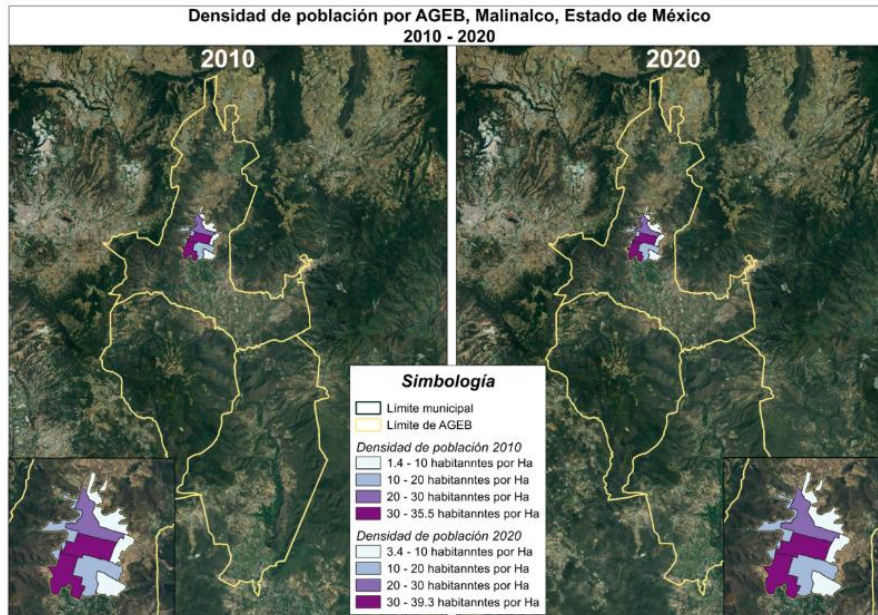 Densidad de población por AGEB, Malinalco, Estado de México
2010 - 2020
2010
2020
Simbología
Límite municipal
Límite de AGEB
Densidad de población 2010
1.4 - 10 habitanntes por Ha
10 - 20 habitanntes por Ha
20 - 30 habitanntes por Ha
30 - 35.5 habitanntes por Ha
Densidad de población 2020
3.4 - 10 habitanntes por Ha
10 - 20 habitanntes por Ha
20 - 30 habitanntes por Ha
30 - 39.3 habitanntes por Ha